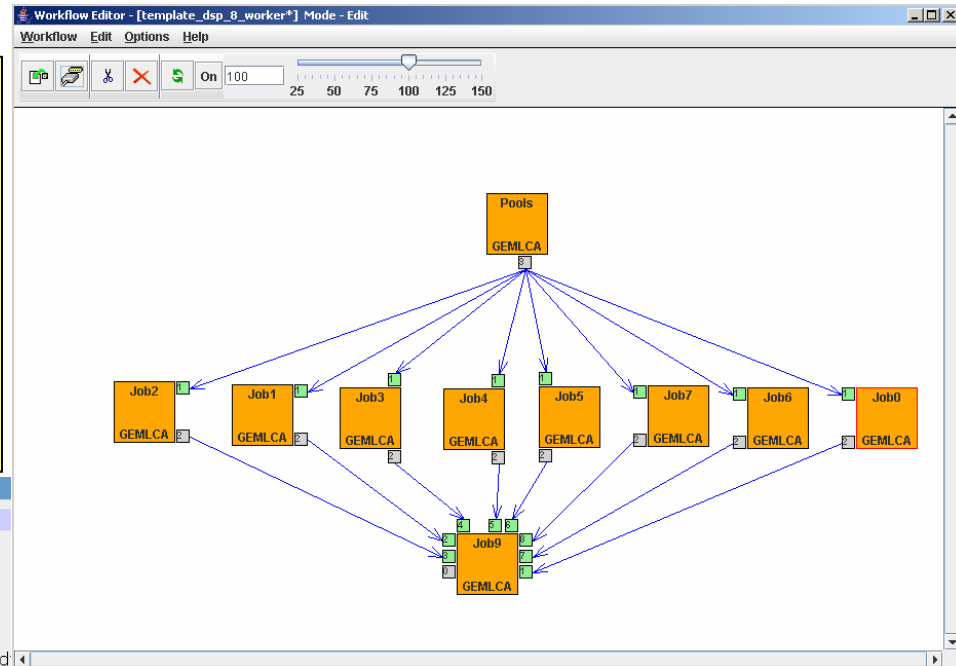 Workflow Editor - [template_dsp_8_worker*] Mode - Edit
Workflow Edit Options Help
On 100
25 50 75 100 125 150
Pools
GEMLCA
3
1 1 1 1 1 1 1 1
Job2 Job1 Job3 Job4 Job5 Job7 Job6 Job0
GEMLCA GEMLCA GEMLCA GEMLCA GEMLCA GEMLCA GEMLCA GEMLCA
2 2 2 2 2 2 2 2
4 5 6
2 Job9 8
3 7
0 1
GEMLCA
d